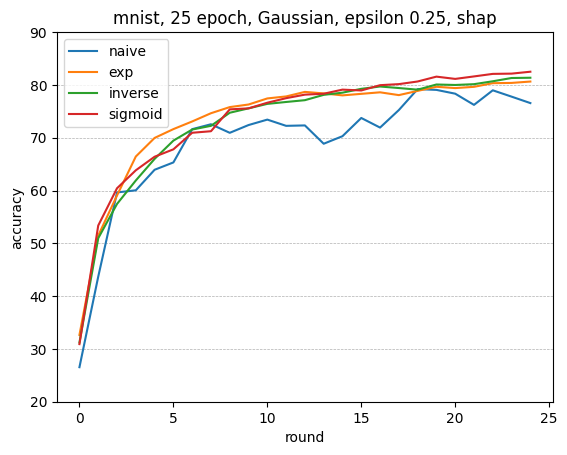 mnist, 25 epoch, Gaussian, epsilon 0.25, shap
90
naive
exp
inverse
sigmoid
80
70
60
50
40
30
20
accuracy
0
5
10
15
20
25
round